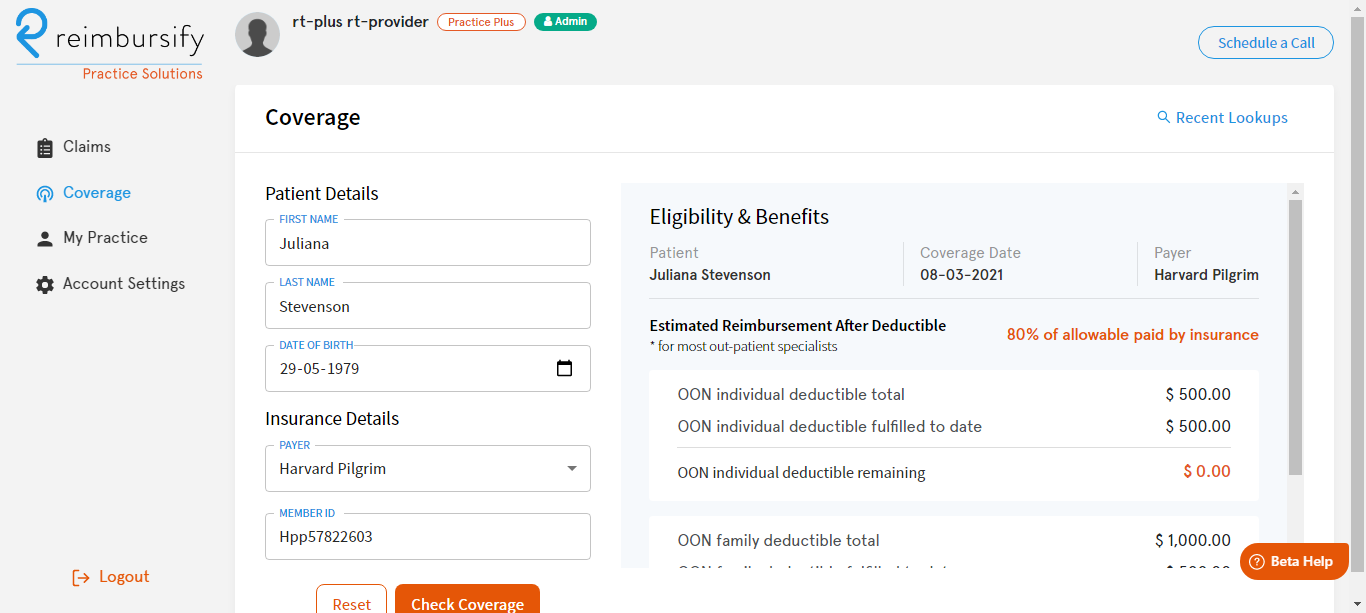 reimbursify
Practice Solutions
rt-plus rt-provider Practice Plus Admin
Schedule a Call
Claims
Coverage
My Practice
Account Settings
Logout
Coverage
Recent Lookups
Patient Details
FIRST NAME
Juliana
LAST NAME
Stevenson
DATE OF BIRTH
29-05-1979
Insurance Details
PAYER
Harvard Pilgrim
MEMBER ID
Hpp57822603
Reset Check Coverage
Eligibility & Benefits
Patient Coverage Date Payer
Juliana Stevenson 08-03-2021 Harvard Pilgrim
Estimated Reimbursement After Deductible
* for most out-patient specialists
80% of allowable paid by insurance
OON individual deductible total $ 500.00
OON individual deductible fulfilled to date $ 500.00
OON individual deductible remaining $ 0.00
OON family deductible total $ 1,000.00
Beta Help